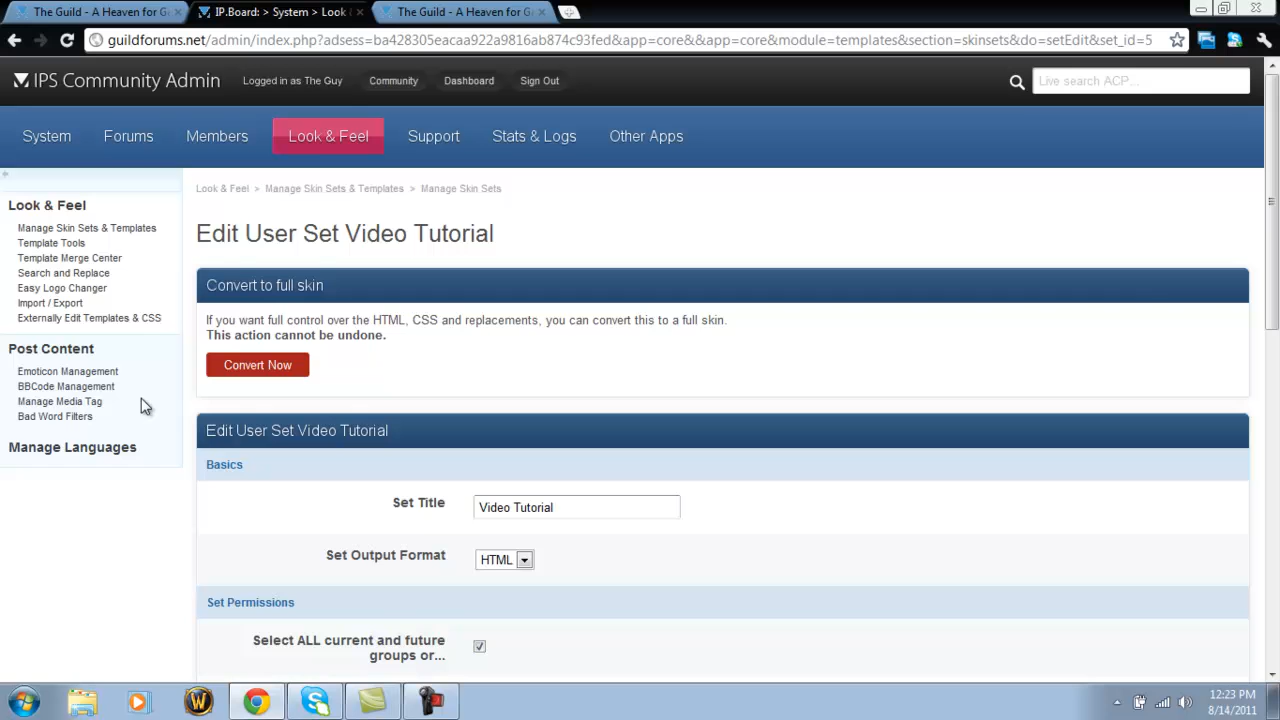 The Guild - A Heaven for G
IP.Board: > System > Look
The Guild - A Heaven for G
guildforums.net/admin/index.php?adsess=ba428305eacaa922a9816ab874c93fed&app=core&&app=core&module=templates&section=skinsets&do=setEdit&set_id=5
IPS Community Admin
Logged in as The Guy
Community
Dashboard
Sign Out
Live search ACP...
System
Forums
Members
Look & Feel
Support
Stats & Logs
Other Apps
Look & Feel > Manage Skin Sets & Templates > Manage Skin Sets
Look & Feel
Manage Skin Sets & Templates
Template Tools
Template Merge Center
Search and Replace
Easy Logo Changer
Import / Export
Externally Edit Templates & CSS
Post Content
Emoticon Management
BBCode Management
Manage Media Tag
Bad Word Filters
Manage Languages
Edit User Set Video Tutorial
Convert to full skin
If you want full control over the HTML, CSS and replacements, you can convert this to a full skin.
This action cannot be undone.
Convert Now
Edit User Set Video Tutorial
Basics
Set Title
Video Tutorial
Set Output Format
HTML
Set Permissions
Select ALL current and future
groups or...
12:23 PM
8/14/2011